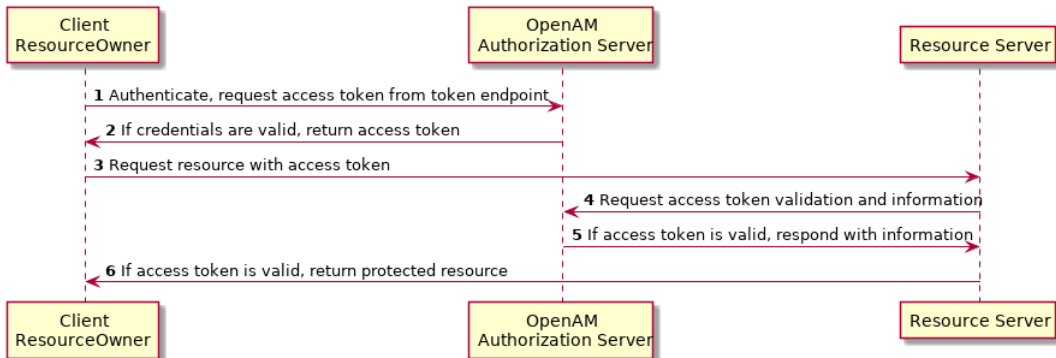 Client
ResourceOwner
OpenAM
Authorization Server
Resource Server
1 Authenticate, request access token from token endpoint
2 If credentials are valid, return access token
3 Request resource with access token
4 Request access token validation and information
5 If access token is valid, respond with information
6 If access token is valid, return protected resource
Client
ResourceOwner
OpenAM
Authorization Server
Resource Server